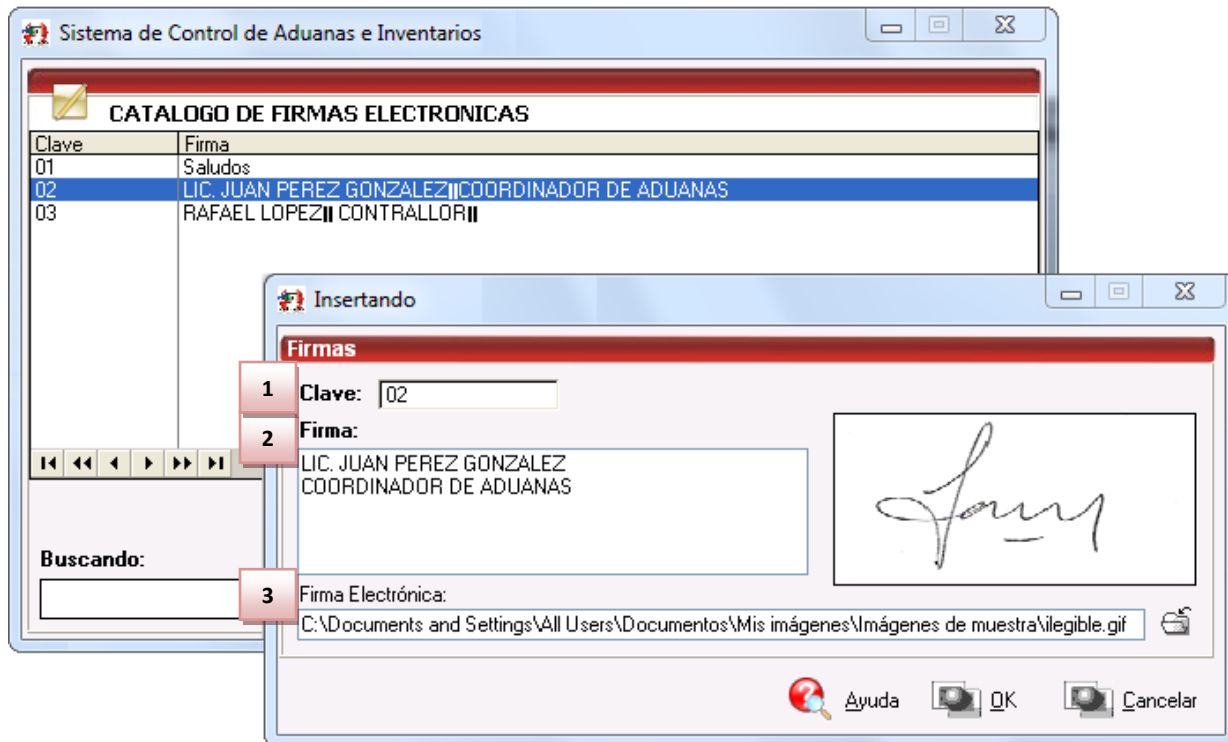 Sistema de Control de Aduanas e Inventarios
CATALOGO DE FIRMAS ELECTRONICAS
Clave Firma
01 Saludos
02 LIC. JUAN PEREZ GONZALEZ||COORDINADOR DE ADUANAS
03 RAFAEL LOPEZ|| CONTRALLOR||
Buscando:
Insertando
Firmas
1 Clave: 02
2 Firma:
LIC. JUAN PEREZ GONZALEZ
COORDINADOR DE ADUANAS
3 Firma Electrónica:
C:\Documents and Settings\All Users\Documentos\Mis imágenes\Imágenes de muestra\ilegible.gif
Ayuda OK Cancelar